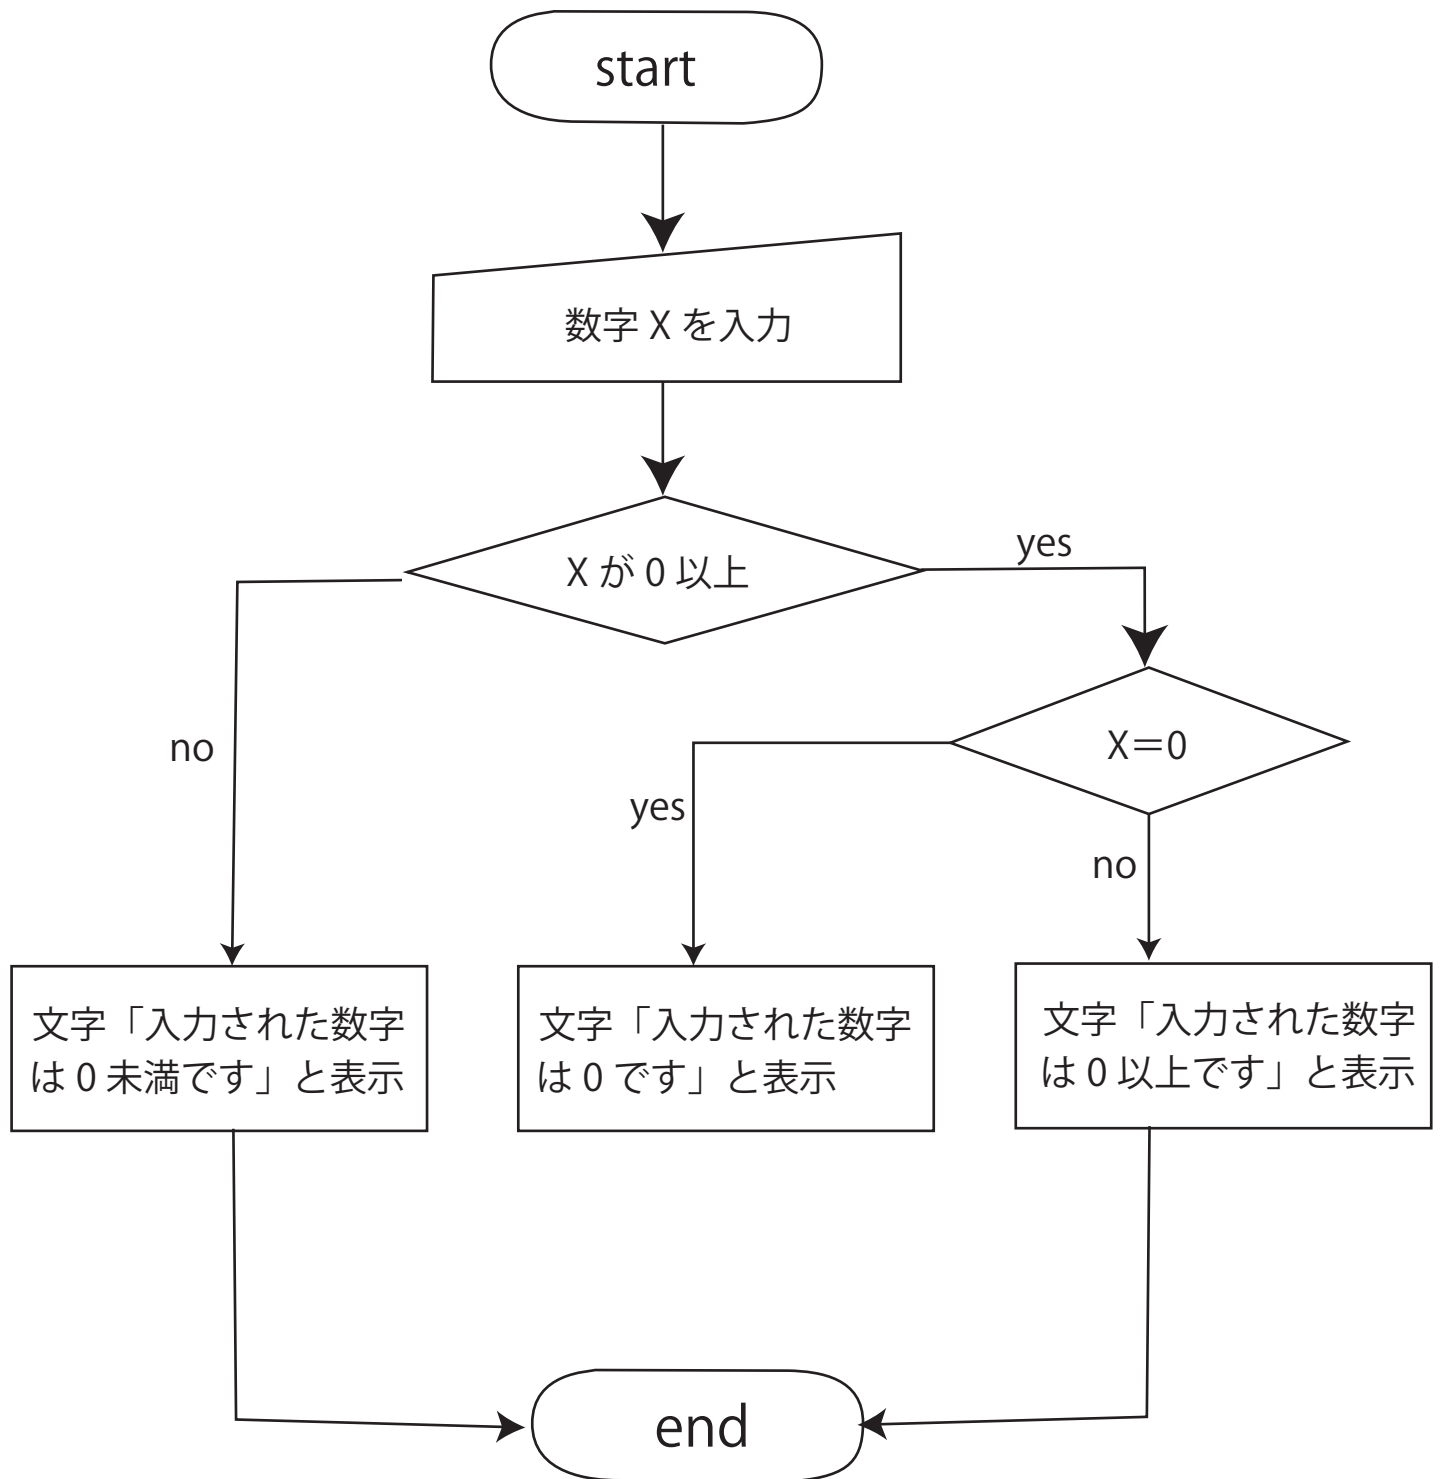 start
数字 X を入力
X が 0 以上
yes
no
X＝0
yes
no
文字「入力された数字
は 0 未満です」と表示
文字「入力された数字
は 0 です」と表示
文字「入力された数字
は 0 以上です」と表示
end